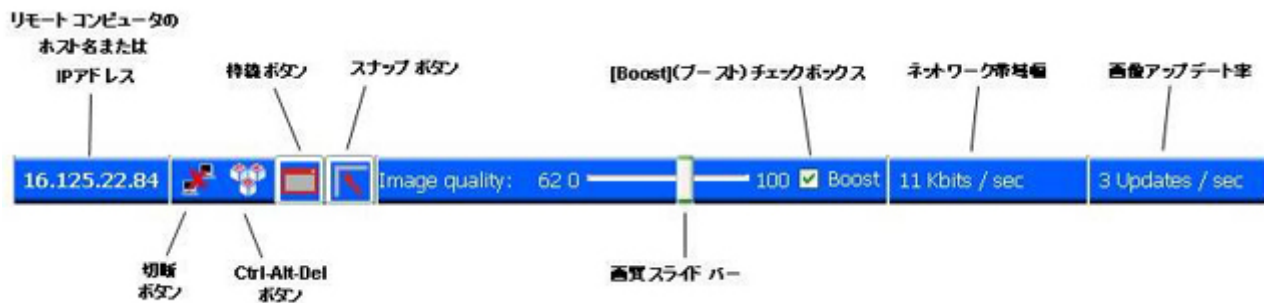 リモート コンピュータの
ホスト名または
IPアドレス
枠線ボタン
スナップ ボタン
[Boost](ブースト)チェックボックス
ネットワーク帯域幅
画像アップデート率
16.125.22.84
Image quality: 62 0 100 Boost
11 Kbits / sec
3 Updates / sec
切断
ボタン
Ctrl-Alt-Del
ボタン
画質スライド バー